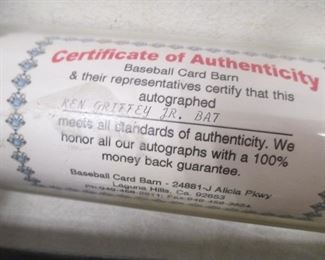 Certificate of Authenticity
Baseball Card Barn
& their representatives certify that this
autographed
KEN GRIFFEY JR. BAT
meets all standards of authenticity. We
honor all our autographs with a 100%
money back guarantee.
Baseball Card Barn - 24861-J Alicia Pkwy
Laguna Hills, Ca. 92653